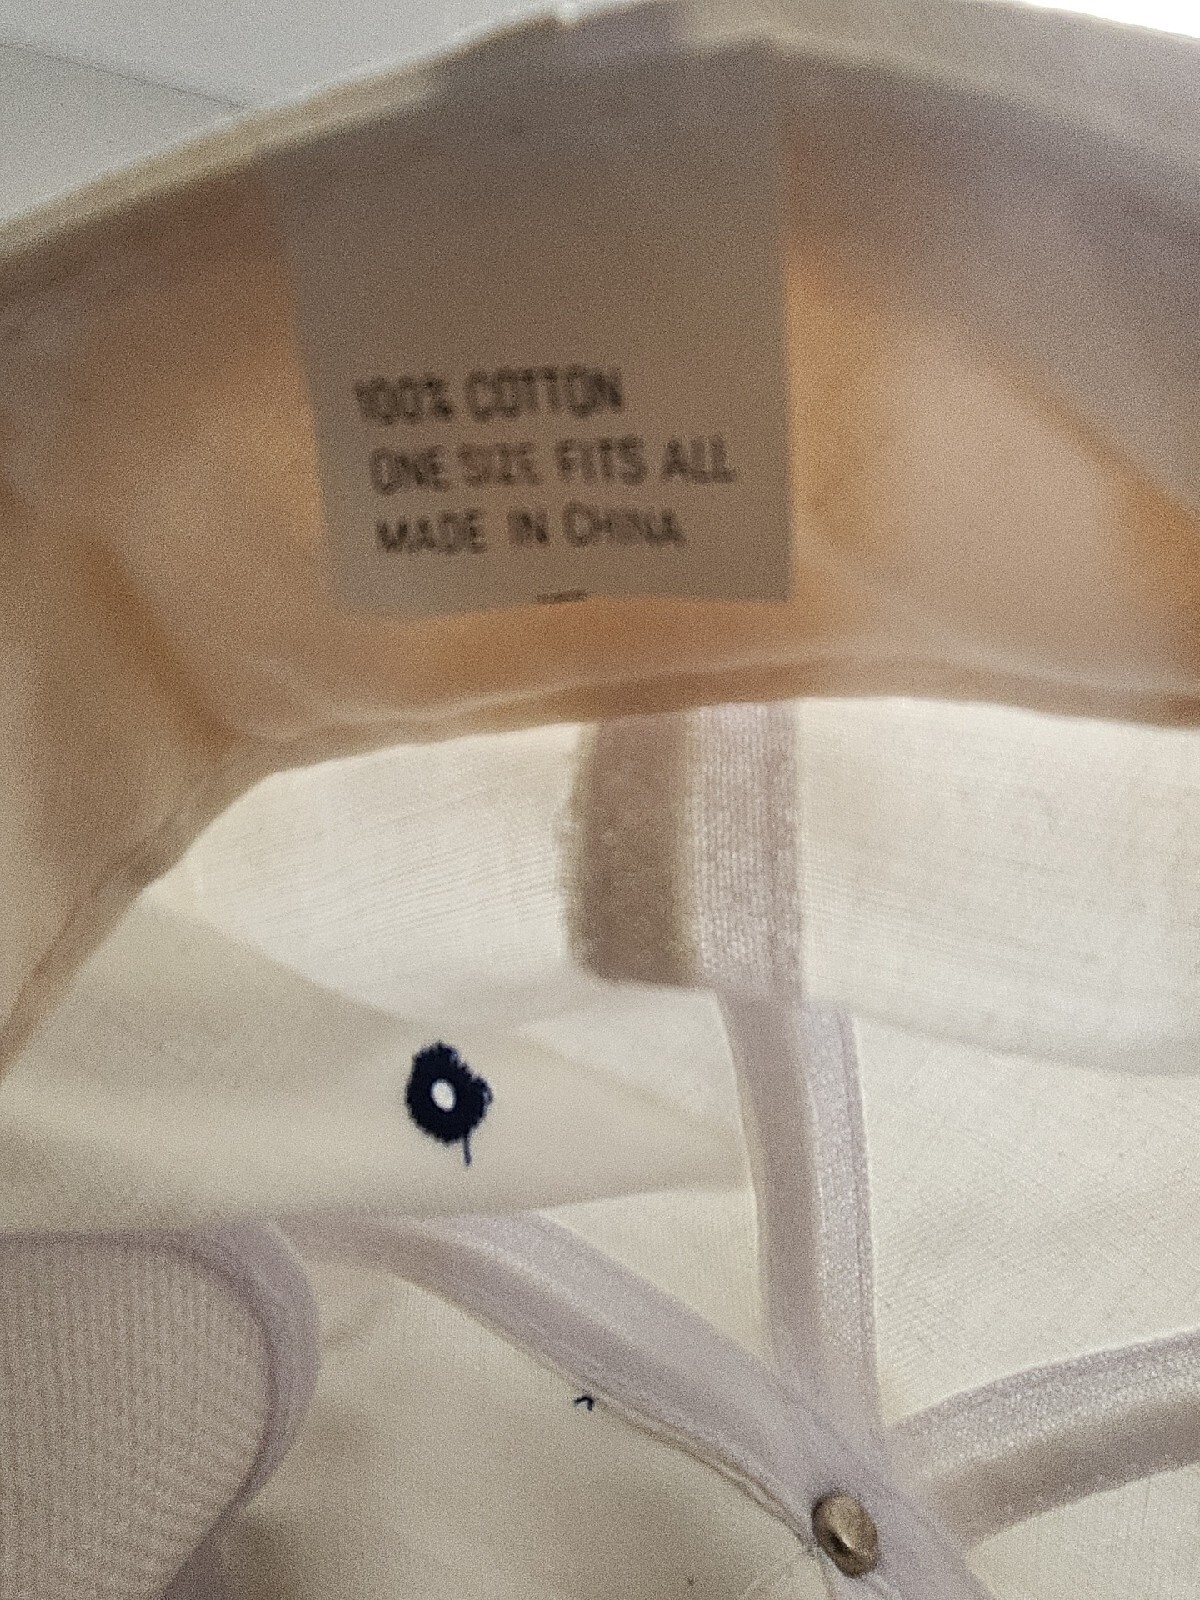 100% COTTON
ONE SIZE FITS ALL
MADE IN CHINA